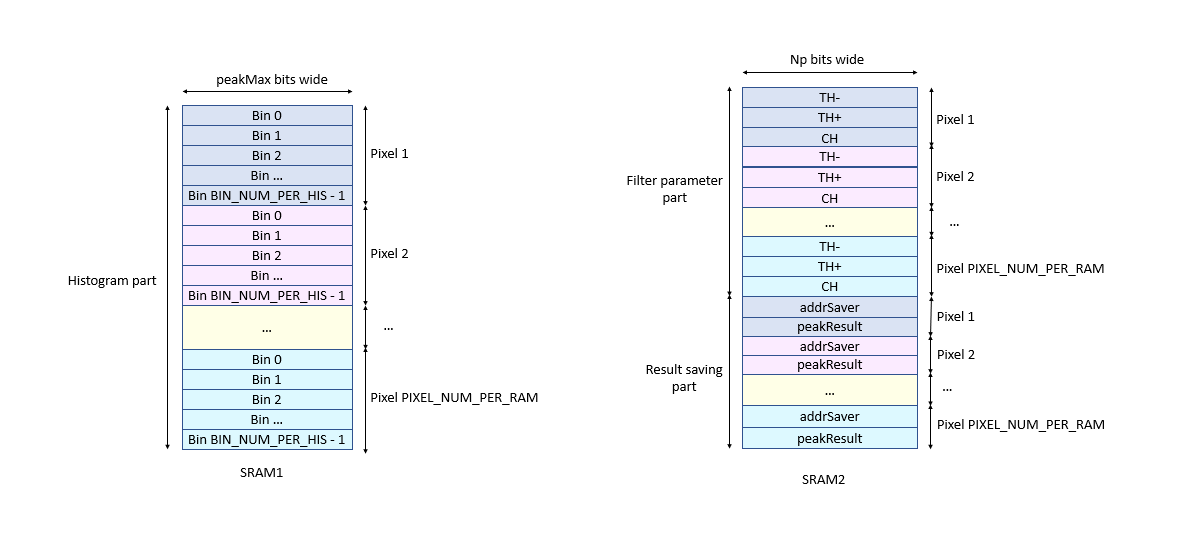 peakMax bits wide
Histogram part
Bin 0
Bin 1
Bin 2
Bin ...
Bin BIN_NUM_PER_HIS - 1
Pixel 1
Bin 0
Bin 1
Bin 2
Bin ...
Bin BIN_NUM_PER_HIS - 1
Pixel 2
...
...
Bin 0
Bin 1
Bin 2
Bin ...
Bin BIN_NUM_PER_HIS - 1
Pixel PIXEL_NUM_PER_RAM
SRAM1
Np bits wide
Filter parameter
part
TH-
TH+
CH
Pixel 1
TH-
TH+
CH
Pixel 2
...
...
TH-
TH+
CH
Pixel PIXEL_NUM_PER_RAM
Result saving
part
addrSaver
peakResult
Pixel 1
addrSaver
peakResult
Pixel 2
...
...
addrSaver
peakResult
Pixel PIXEL_NUM_PER_RAM
SRAM2